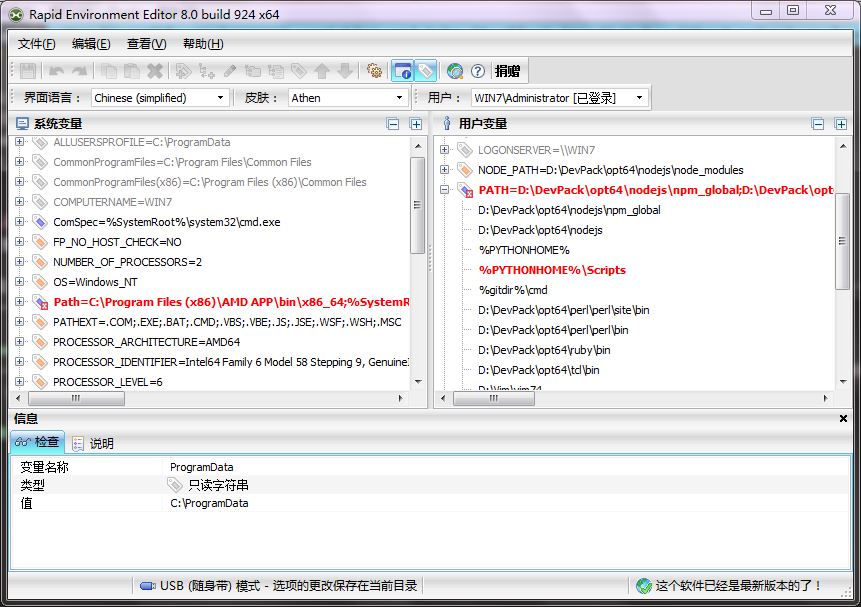 Rapid Environment Editor 8.0 build 924 x64
文件(F) 编辑(E) 查看(V) 帮助(H)
捐赠
界面语言： Chinese (simplified) 皮肤： Athen 用户： WIN7\Administrator [已登录]
系统变量
ALLUSERSPROFILE=C:\ProgramData
CommonProgramFiles=C:\Program Files\Common Files
CommonProgramFiles(x86)=C:\Program Files (x86)\Common Files
COMPUTERNAME=WIN7
ComSpec=%SystemRoot%\system32\cmd.exe
FP_NO_HOST_CHECK=NO
NUMBER_OF_PROCESSORS=2
OS=Windows_NT
Path=C:\Program Files (x86)\AMD APP\bin\x86_64;%SystemR
PATHEXT=.COM;.EXE;.BAT;.CMD;.VBS;.VBE;.JS;.JSE;.WSF;.WSH;.MSC
PROCESSOR_ARCHITECTURE=AMD64
PROCESSOR_IDENTIFIER=Intel64 Family 6 Model 58 Stepping 9, GenuineI
PROCESSOR_LEVEL=6
用户变量
LOGONSERVER=\\WIN7
NODE_PATH=D:\DevPack\opt64\nodejs\node_modules
PATH=D:\DevPack\opt64\nodejs\npm_global;D:\DevPack\opt
D:\DevPack\opt64\nodejs\npm_global
D:\DevPack\opt64\nodejs
%PYTHONHOME%
%PYTHONHOME%\Scripts
%gitdir%\cmd
D:\DevPack\opt64\perl\perl\site\bin
D:\DevPack\opt64\perl\perl\bin
D:\DevPack\opt64\ruby\bin
D:\DevPack\opt64\tcl\bin
D:\Vim\vim74
信息
检查 说明
变量名称 ProgramData
类型 只读字符串
值 C:\ProgramData
USB (随身带) 模式 - 选项的更改保存在当前目录 这个软件已经是最新版本的了！